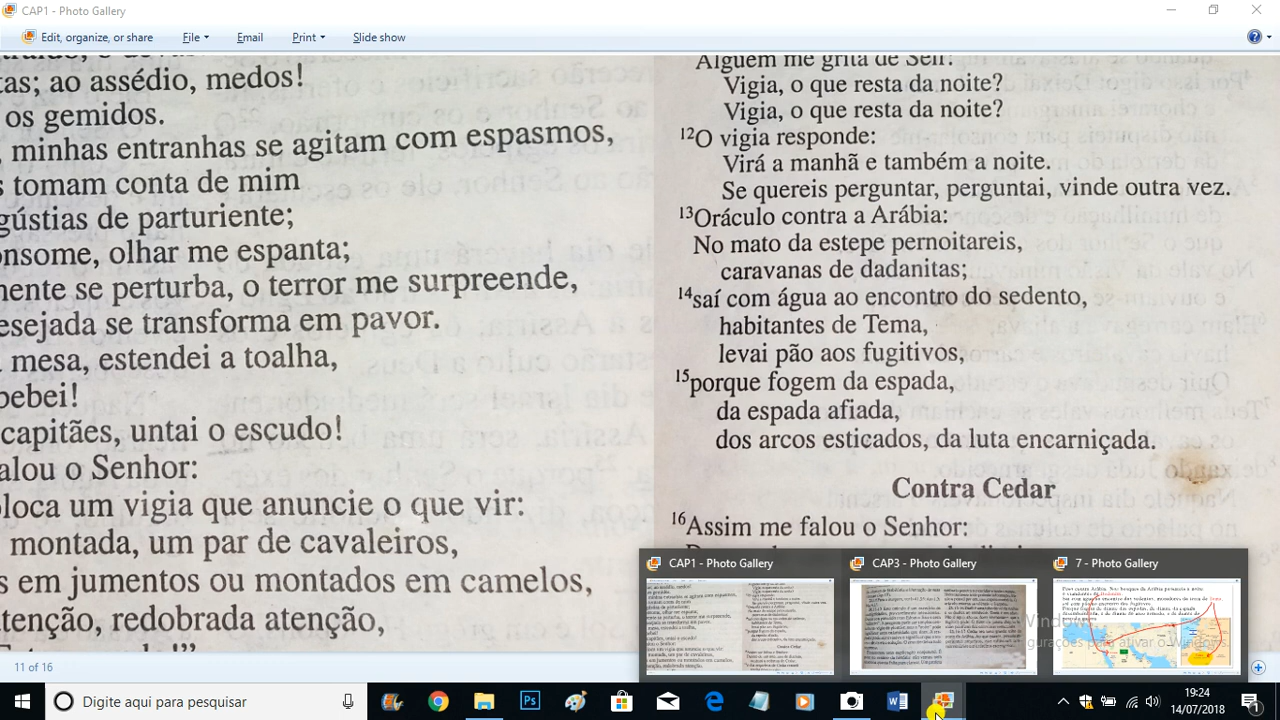 CAP1 - Photo Gallery
Edit, organize, or share
File
Email
Print
Slide show
tas; ao assédio, medos!
os gemidos.
minhas entranhas se agitam com espasmos,
s tomam conta de mim
gústias de parturiente;
onsome, olhar me espanta;
mente se perturba, o terror me surpreende,
esejada se transforma em pavor.
mesa, estendei a toalha,
bebei!
capitães, untai o escudo!
alou o Senhor:
loca um vigia que anuncie o que vir:
montada, um par de cavaleiros,
s em jumentos ou montados em camelos,
tenção, redobrada atenção
Alguém me grita de Seir:
Vigia, o que resta da noite?
Vigia, o que resta da noite?
12O vigia responde:
Virá a manhã e também a noite.
Se quereis perguntar, perguntai, vinde outra vez.
13Oráculo contra a Arábia:
No mato da estepe pernoitareis,
caravanas de dadanitas;
14saí com água ao encontro do sedento,
habitantes de Tema,
levai pão aos fugitivos,
15porque fogem da espada,
da espada afiada,
dos arcos esticados, da luta encarniçada.
Contra Cedar
16Assim me falou o Senhor:
CAP1 - Photo Gallery
CAP3 - Photo Gallery
7 - Photo Gallery
11 of 16
Digite aqui para pesquisar
19:24
14/07/2018